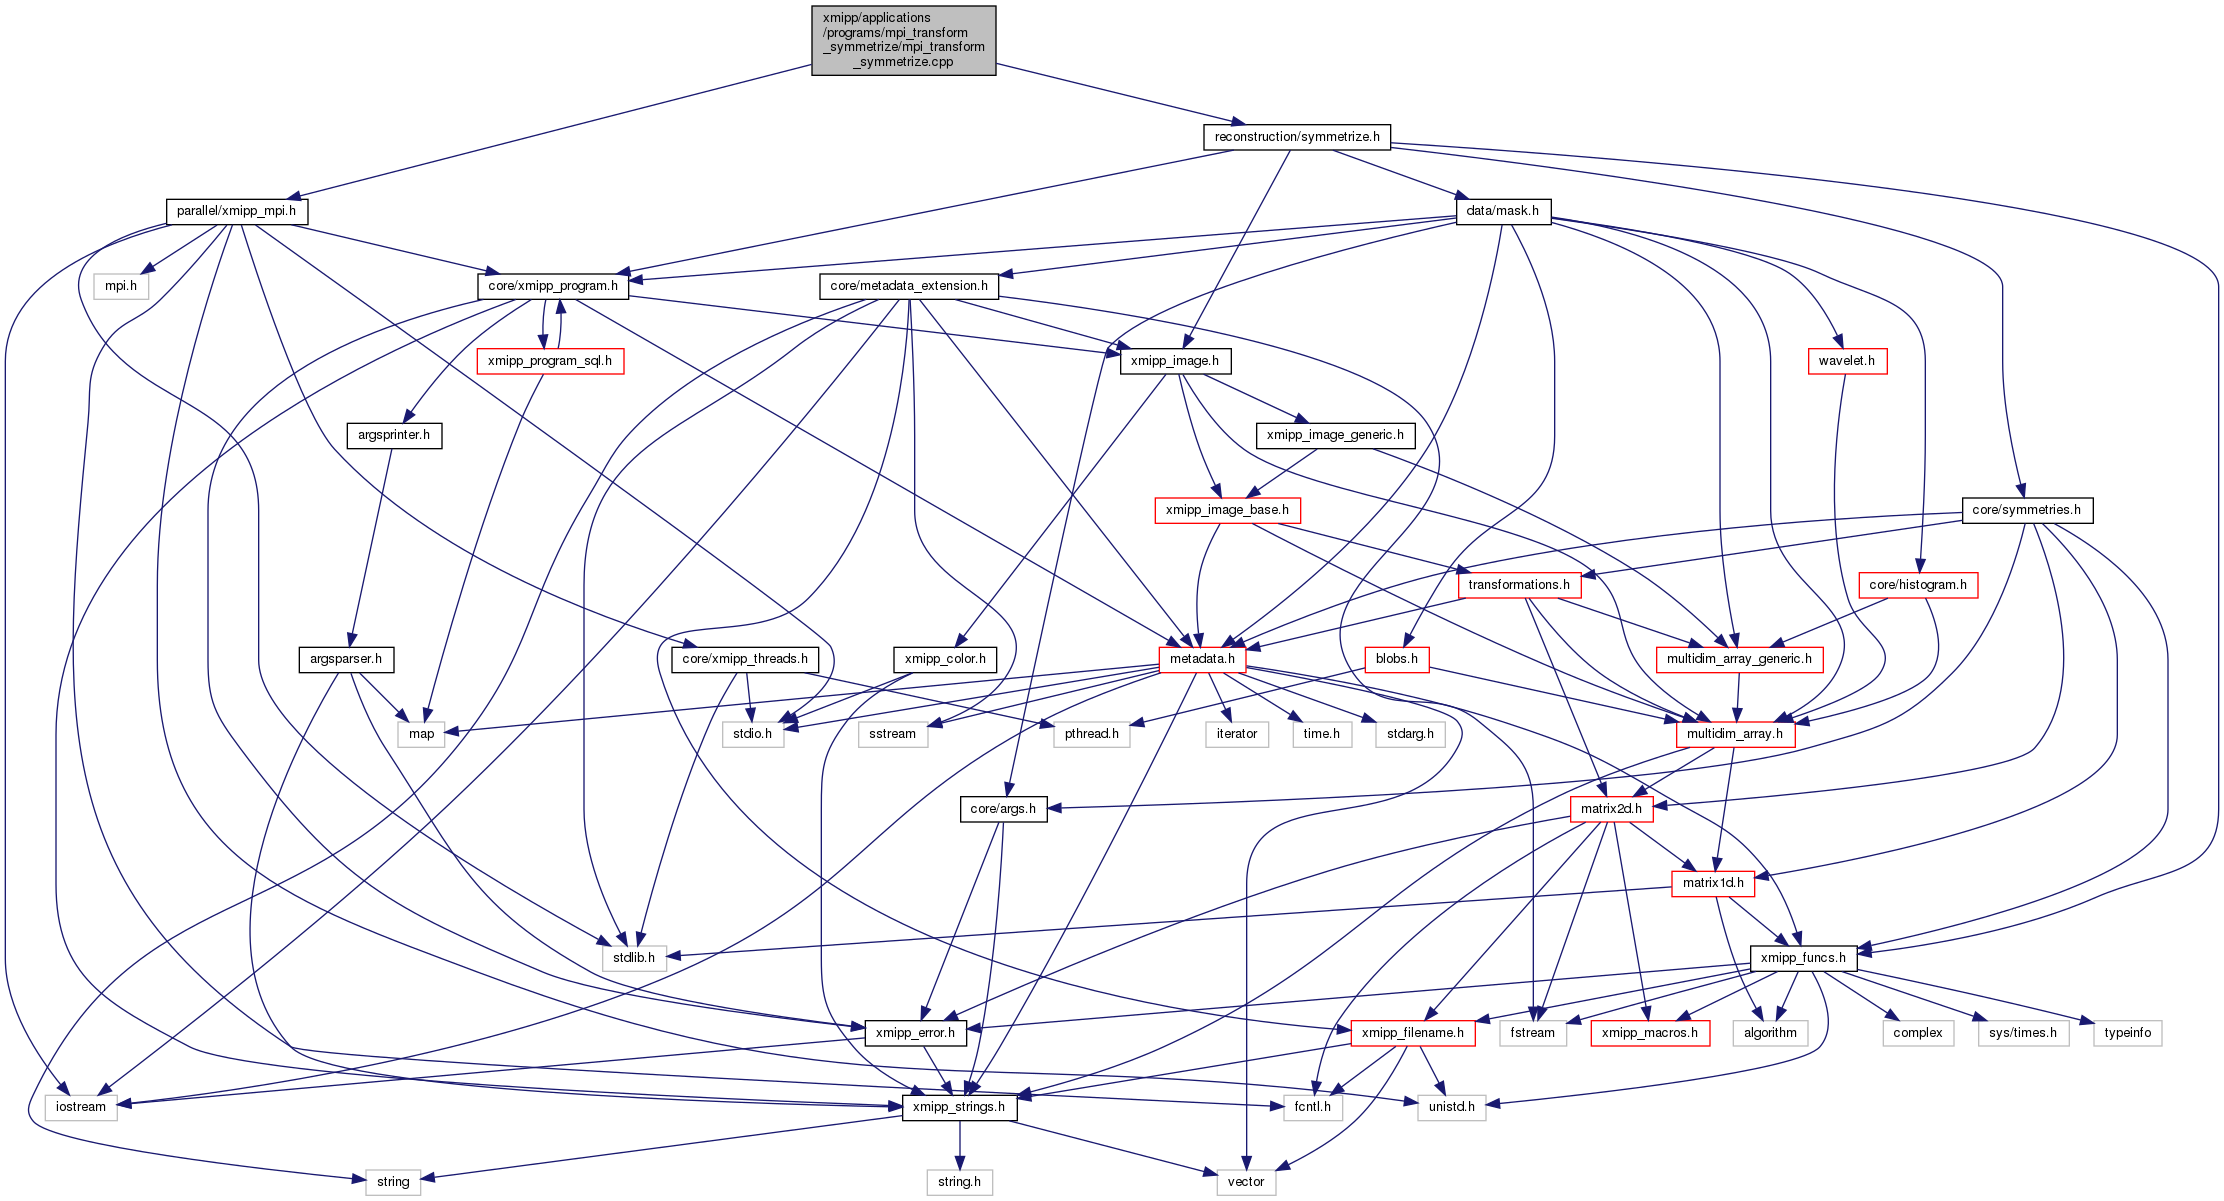 xmipp/applications
/programs/mpi_transform
_symmetrize/mpi_transform
_symmetrize.cpp
reconstruction/symmetrize.h
parallel/xmipp_mpi.h
data/mask.h
mpi.h
core/xmipp_program.h
core/metadata_extension.h
xmipp_program_sql.h
xmipp_image.h
wavelet.h
argsprinter.h
xmipp_image_generic.h
xmipp_image_base.h
core/symmetries.h
transformations.h
core/histogram.h
argsparser.h
core/xmipp_threads.h
xmipp_color.h
metadata.h
blobs.h
multidim_array_generic.h
map
stdio.h
sstream
pthread.h
iterator
time.h
stdarg.h
multidim_array.h
core/args.h
matrix2d.h
matrix1d.h
stdlib.h
xmipp_funcs.h
xmipp_error.h
xmipp_filename.h
fstream
xmipp_macros.h
algorithm
complex
sys/times.h
typeinfo
iostream
xmipp_strings.h
fcntl.h
unistd.h
string
string.h
vector